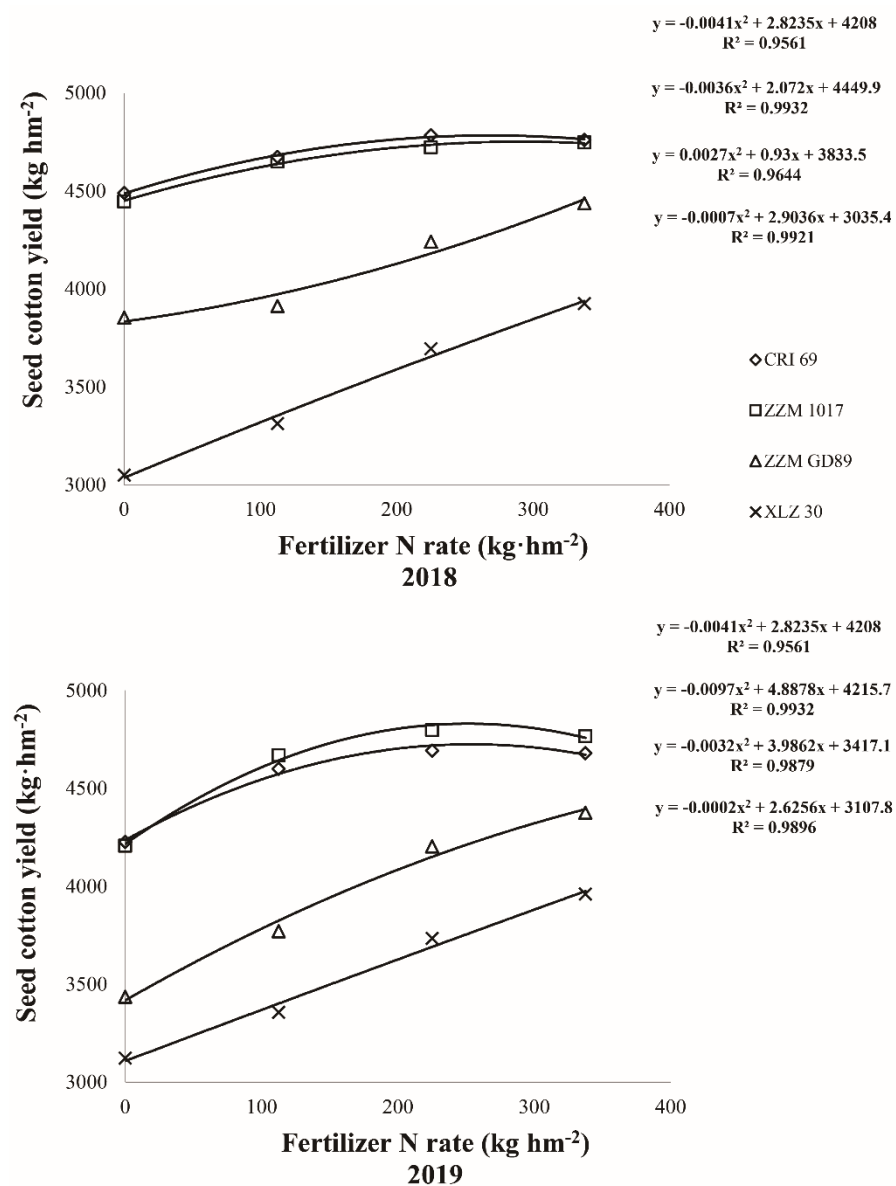 y = -0.0041x² + 2.8235x + 4208
R² = 0.9561
y = -0.0036x² + 2.072x + 4449.9
R² = 0.9932
y = 0.0027x² + 0.93x + 3833.5
R² = 0.9644
y = -0.0007x² + 2.9036x + 3035.4
R² = 0.9921
Seed cotton yield (kg hm⁻²)
5000
4500
4000
3500
3000
0
100
200
300
400
CRI 69
ZZM 1017
ZZM GD89
XLZ 30
Fertilizer N rate (kg·hm⁻²)
2018
y = -0.0041x² + 2.8235x + 4208
R² = 0.9561
y = -0.0097x² + 4.8878x + 4215.7
R² = 0.9932
y = -0.0032x² + 3.9862x + 3417.1
R² = 0.9879
y = -0.0002x² + 2.6256x + 3107.8
R² = 0.9896
Seed cotton yield (kg·hm⁻²)
5000
4500
4000
3500
3000
0
100
200
300
400
Fertilizer N rate (kg hm⁻²)
2019